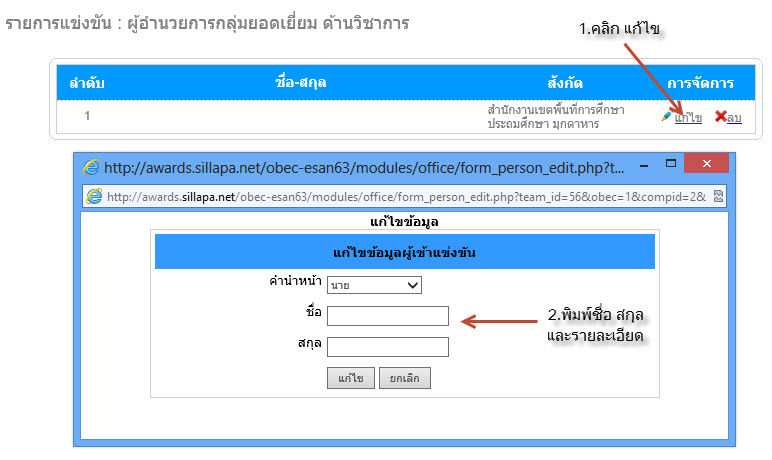 รายการแข่งขัน : ผู้อำนวยการกลุ่มยอดเยี่ยม ด้านวิชาการ
1.คลิก แก้ไข
ลำดับ ชื่อ-สกุล สังกัด การจัดการ
1 สำนักงานเขตพื้นที่การศึกษา แก้ไข ลบ
ประถมศึกษา มุกดาหาร
http://awards.sillapa.net/obec-esan63/modules/office/form_person_edit.php?t...
http://awards.sillapa.net/obec-esan63/modules/office/form_person_edit.php?team_id=56&obec=1&compid=2&
แก้ไขข้อมูล
แก้ไขข้อมูลผู้เข้าแข่งขัน
คำนำหน้า นาย
ชื่อ
2.พิมพ์ชื่อ สกุล
และรายละเอียด
สกุล
แก้ไข ยกเลิก